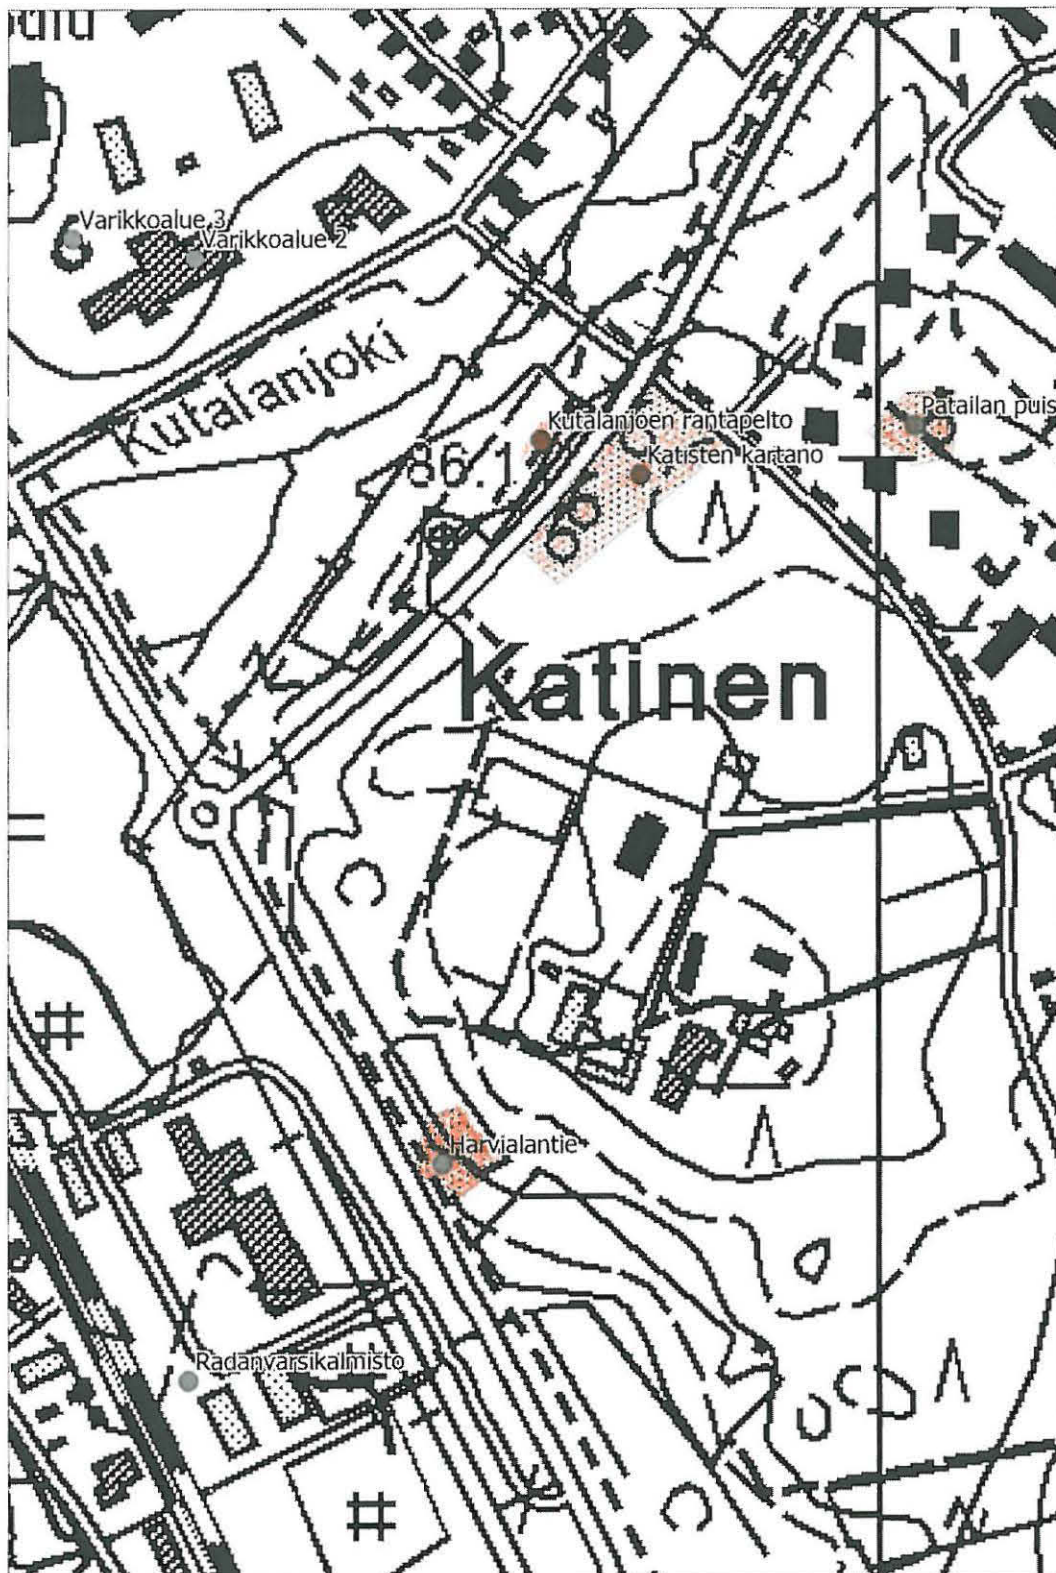 Varikkoalue 3
Varikkoalue 2
Kutalanjoki
Kutalanjoen rantapelto
Patailan puis
86.1
Katisten kartano
Katinen
Harvialantie
Radanvarsikalmisto